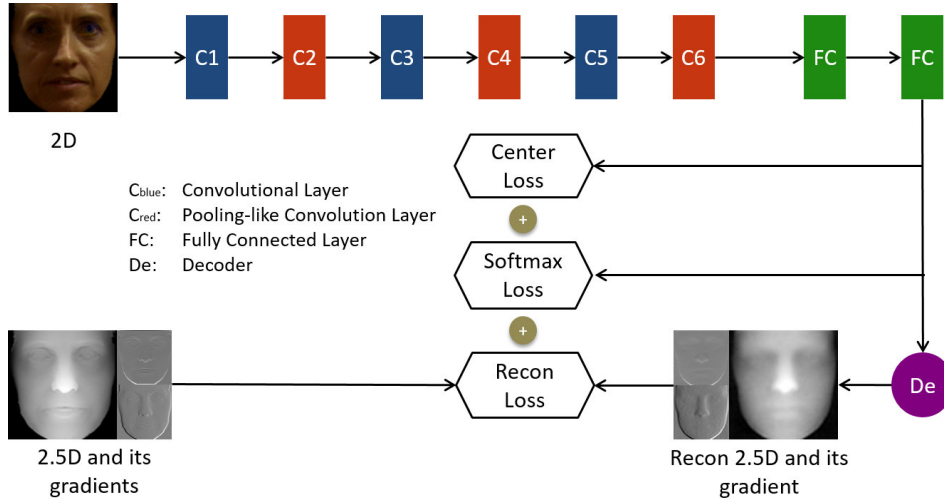 C1
C2
C3
C4
C5
C6
FC
FC
2D
Center
Loss
Cblue: Convolutional Layer
Cred: Pooling-like Convolution Layer
FC: Fully Connected Layer
De: Decoder
+
Softmax
Loss
+
Recon
Loss
De
2.5D and its
gradients
Recon 2.5D and its
gradient